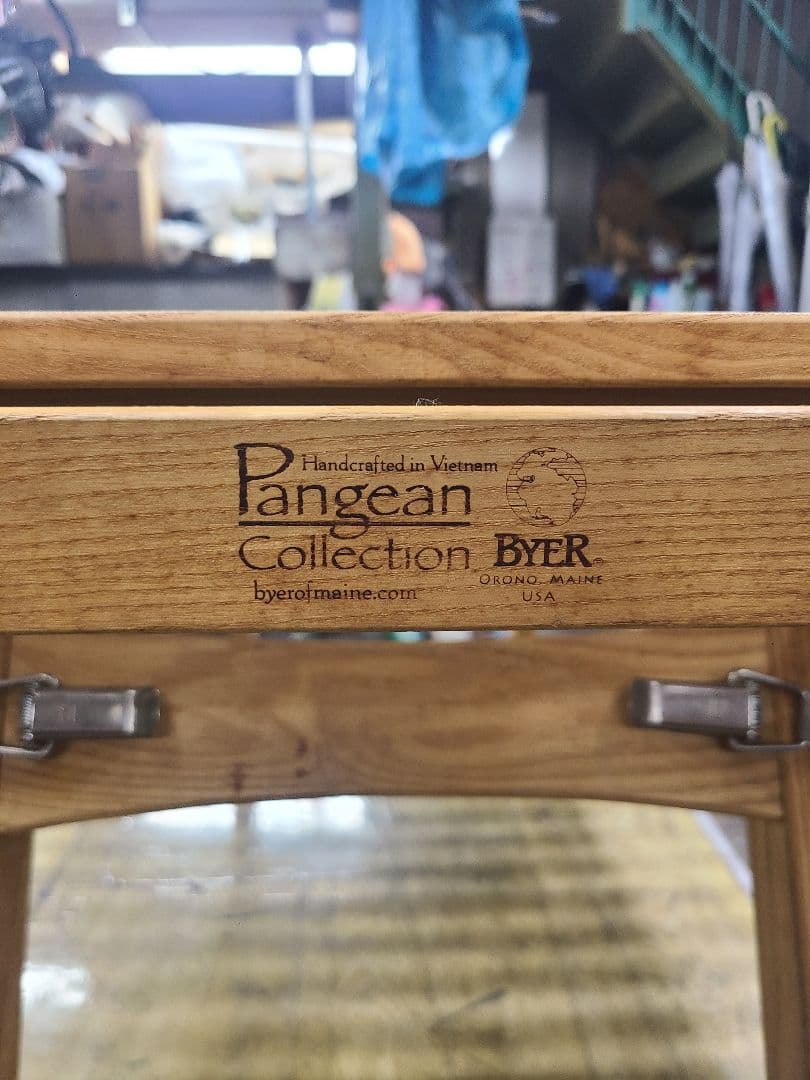 Handcrafted in Vietnam
Pangean
Collection
byerofmaine.com
BYER
ORONO, MAINE
USA